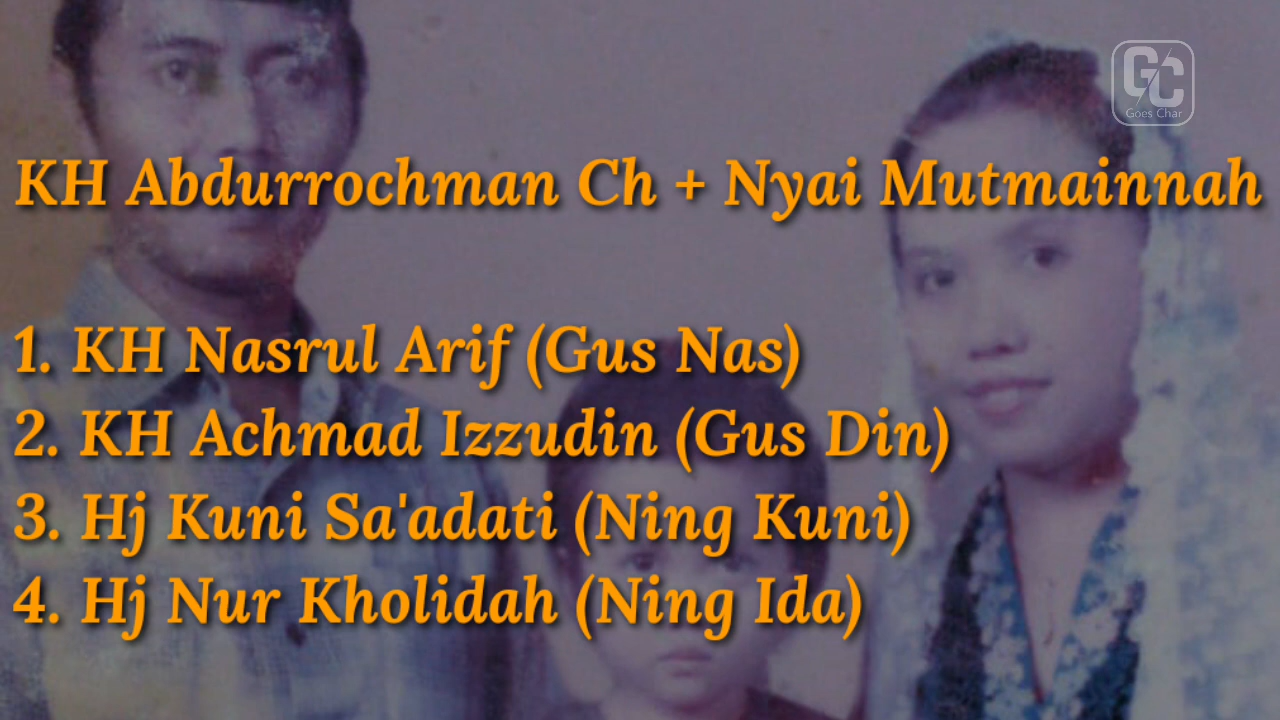 GC
Goes Char
KH Abdurrochman Ch + Nyai Mutmainnah
1. KH Nasrul Arif (Gus Nas)
2. KH Achmad Izzudin (Gus Din)
3. Hj Kuni Sa'adati (Ning Kuni)
4. Hj Nur Kholidah (Ning Ida)